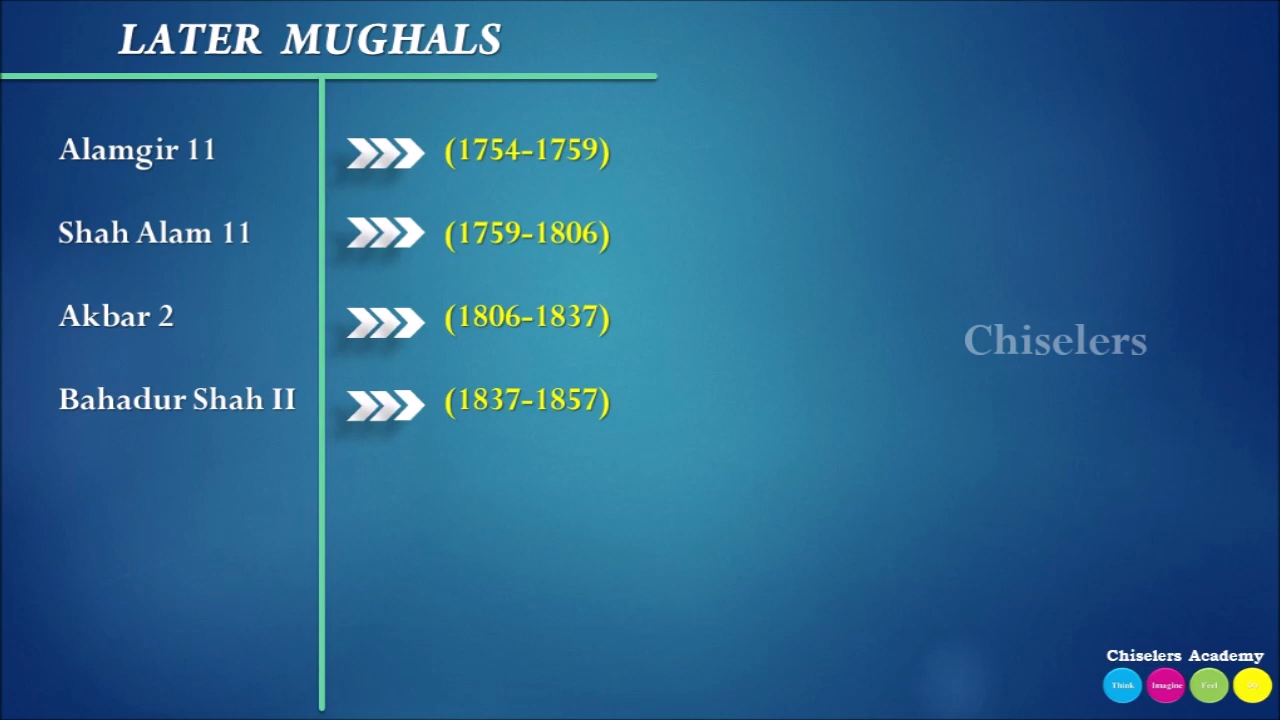 LATER MUGHALS
Alamgir 11 (1754-1759)
Shah Alam 11 (1759-1806)
Akbar 2 (1806-1837)
Bahadur Shah II (1837-1857)
Chiselers
Chiselers Academy
Think Imagine Feel